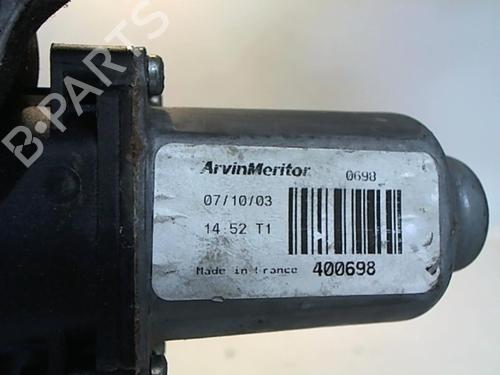 B-PARTS
ArvinMeritor 0698
07/10/03
14:52 T1
Made in France 400698